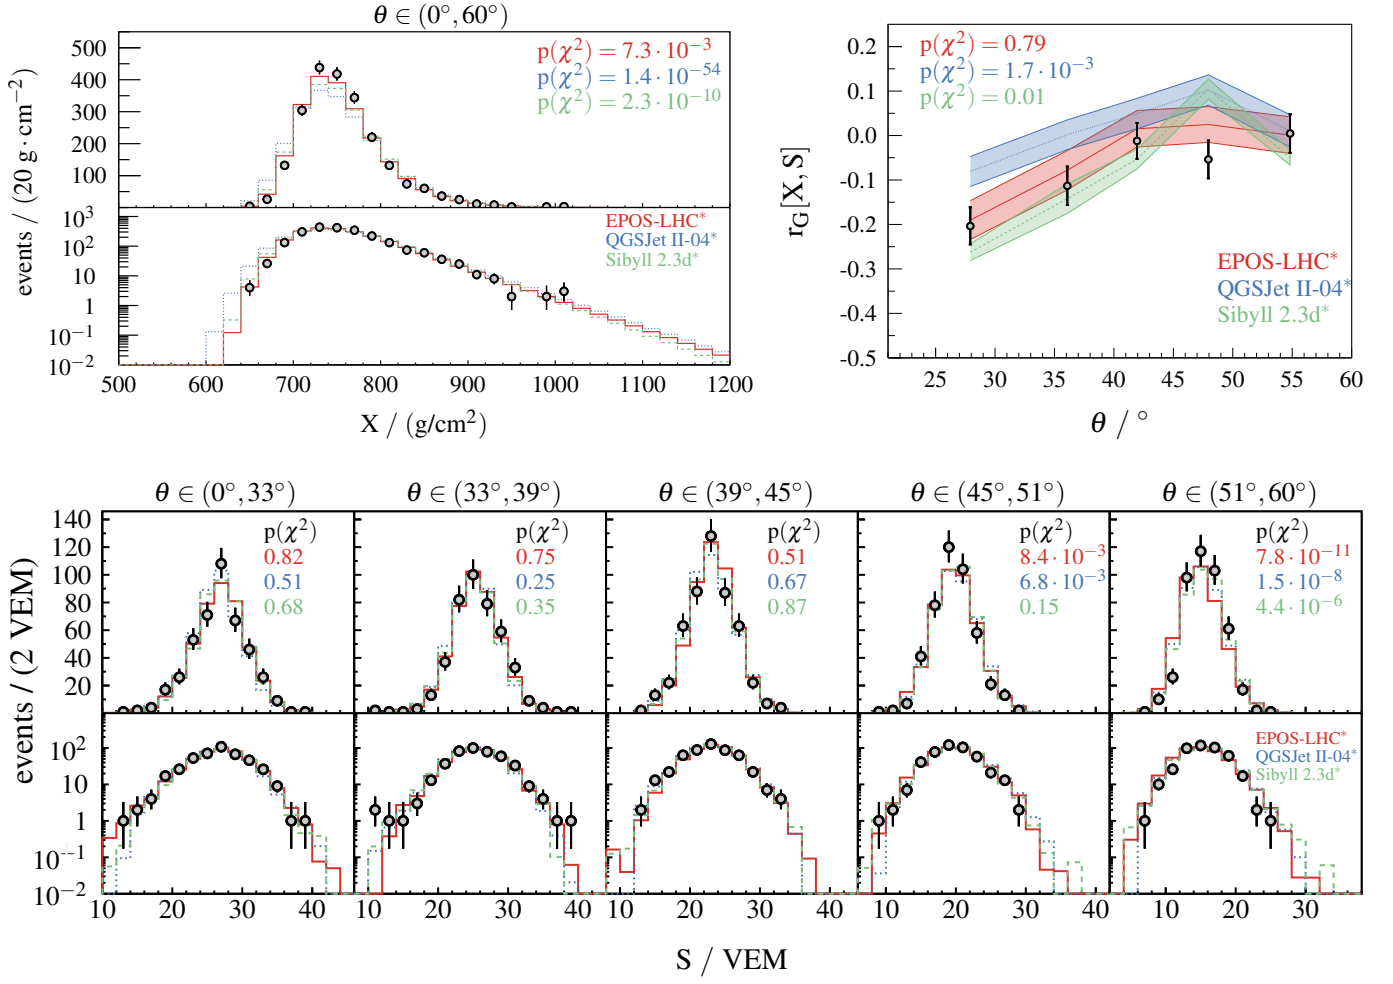 θ ∈ (0°, 60°)
p(χ²) = 7.3 · 10⁻³
p(χ²) = 1.4 · 10⁻⁵⁴
p(χ²) = 2.3 · 10⁻¹⁰
500
400
300
200
100
events / (20 g · cm⁻²)
10³
10²
10
1
10⁻¹
10⁻²
EPOS-LHC*
QGSJet II-04*
Sibyll 2.3d*
500 600 700 800 900 1000 1100 1200
X / (g/cm²)
p(χ²) = 0.79
p(χ²) = 1.7 · 10⁻³
p(χ²) = 0.01
0.2
0.1
0.0
-0.1
-0.2
-0.3
-0.4
-0.5
r_G[X, S]
EPOS-LHC*
QGSJet II-04*
Sibyll 2.3d*
25 30 35 40 45 50 55 60
θ / °
θ ∈ (0°, 33°) θ ∈ (33°, 39°) θ ∈ (39°, 45°) θ ∈ (45°, 51°) θ ∈ (51°, 60°)
140
120
100
80
60
40
20
events / (2 VEM)
p(χ²) p(χ²) p(χ²) p(χ²) p(χ²)
0.82 0.75 0.51 8.4 · 10⁻³ 7.8 · 10⁻¹¹
0.51 0.25 0.67 6.8 · 10⁻³ 1.5 · 10⁻⁸
0.68 0.35 0.87 0.15 4.4 · 10⁻⁶
10²
10
1
10⁻¹
10⁻²
EPOS-LHC*
QGSJet II-04*
Sibyll 2.3d*
10 20 30 40 10 20 30 40 10 20 30 40 10 20 30 40 10 20 30
S / VEM